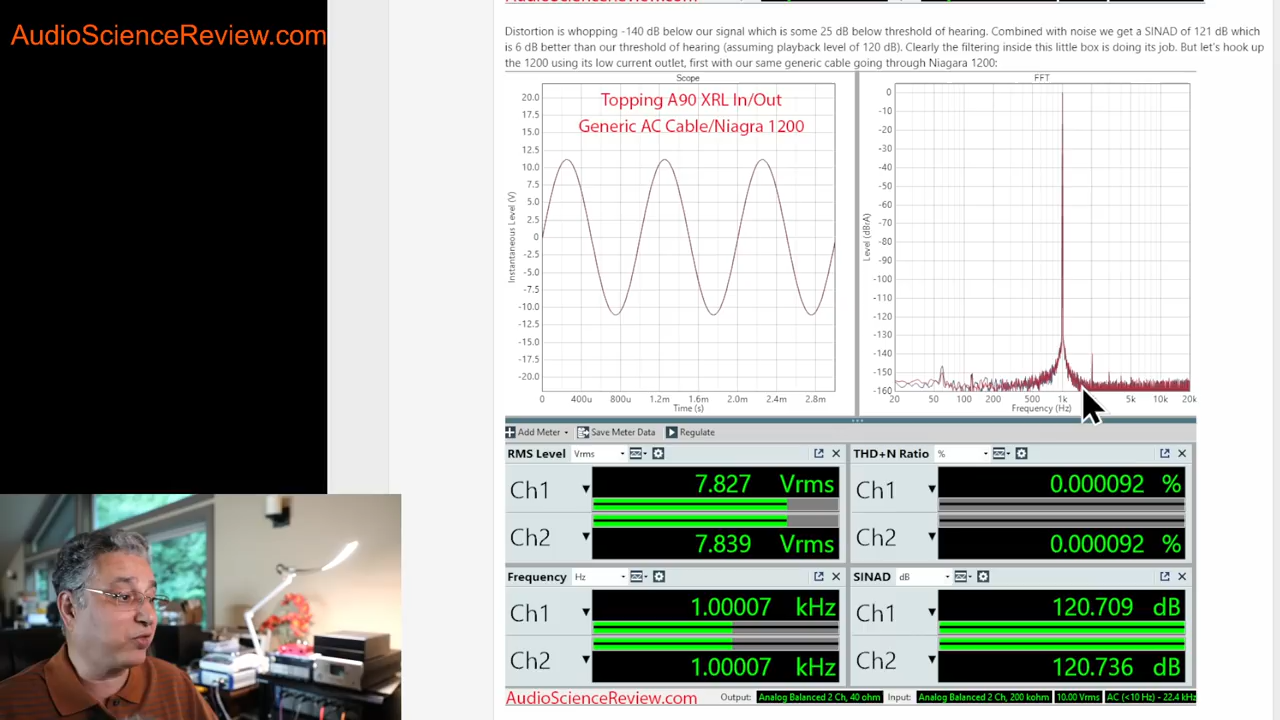 AudioScienceReview.com
AudioScienceReview.com
Distortion is whopping -140 dB below our signal which is some 25 dB below threshold of hearing. Combined with noise we get a SINAD of 121 dB which
is 6 dB better than our threshold of hearing (assuming playback level of 120 dB). Clearly the filtering inside this little box is doing its job. But let's hook up
the 1200 using its low current outlet, first with our same generic cable going through Niagara 1200:
Scope
Topping A90 XRL In/Out
Generic AC Cable/Niagra 1200
Instantaneous Level (V)
20.0
17.5
15.0
12.5
10.0
7.5
5.0
2.5
0
-2.5
-5.0
-7.5
-10.0
-12.5
-15.0
-17.5
-20.0
0 400u 800u 1.2m 1.6m 2.0m 2.4m 2.8m
Time (s)
FFT
Level (dBrA)
0
-10
-20
-30
-40
-50
-60
-70
-80
-90
-100
-110
-120
-130
-140
-150
-160
20 50 100 200 500 1k 5k 10k 20k
Frequency (Hz)
Add Meter Save Meter Data Regulate
RMS Level Vrms
Ch1 7.827 Vrms
Ch2 7.839 Vrms
THD+N Ratio %
Ch1 0.000092 %
Ch2 0.000092 %
Frequency Hz
Ch1 1.00007 kHz
Ch2 1.00007 kHz
SINAD dB
Ch1 120.709 dB
Ch2 120.736 dB
AudioScienceReview.com Output: Analog Balanced 2 Ch, 40 ohm Input: Analog Balanced 2 Ch, 200 kohm 10.00 Vrms AC (<10 Hz) - 22.4 kHz